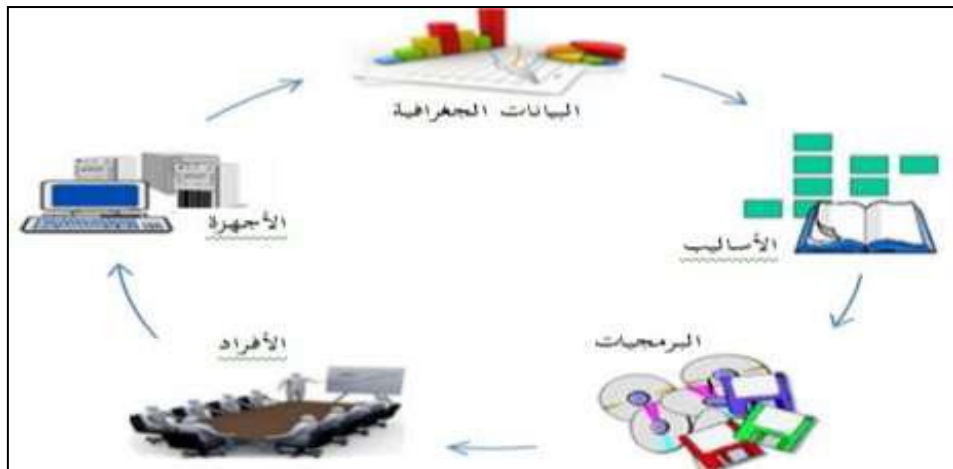 البيانات الجغرافية
الأساليب
البرمجيات
الأفراد
الأجهزة